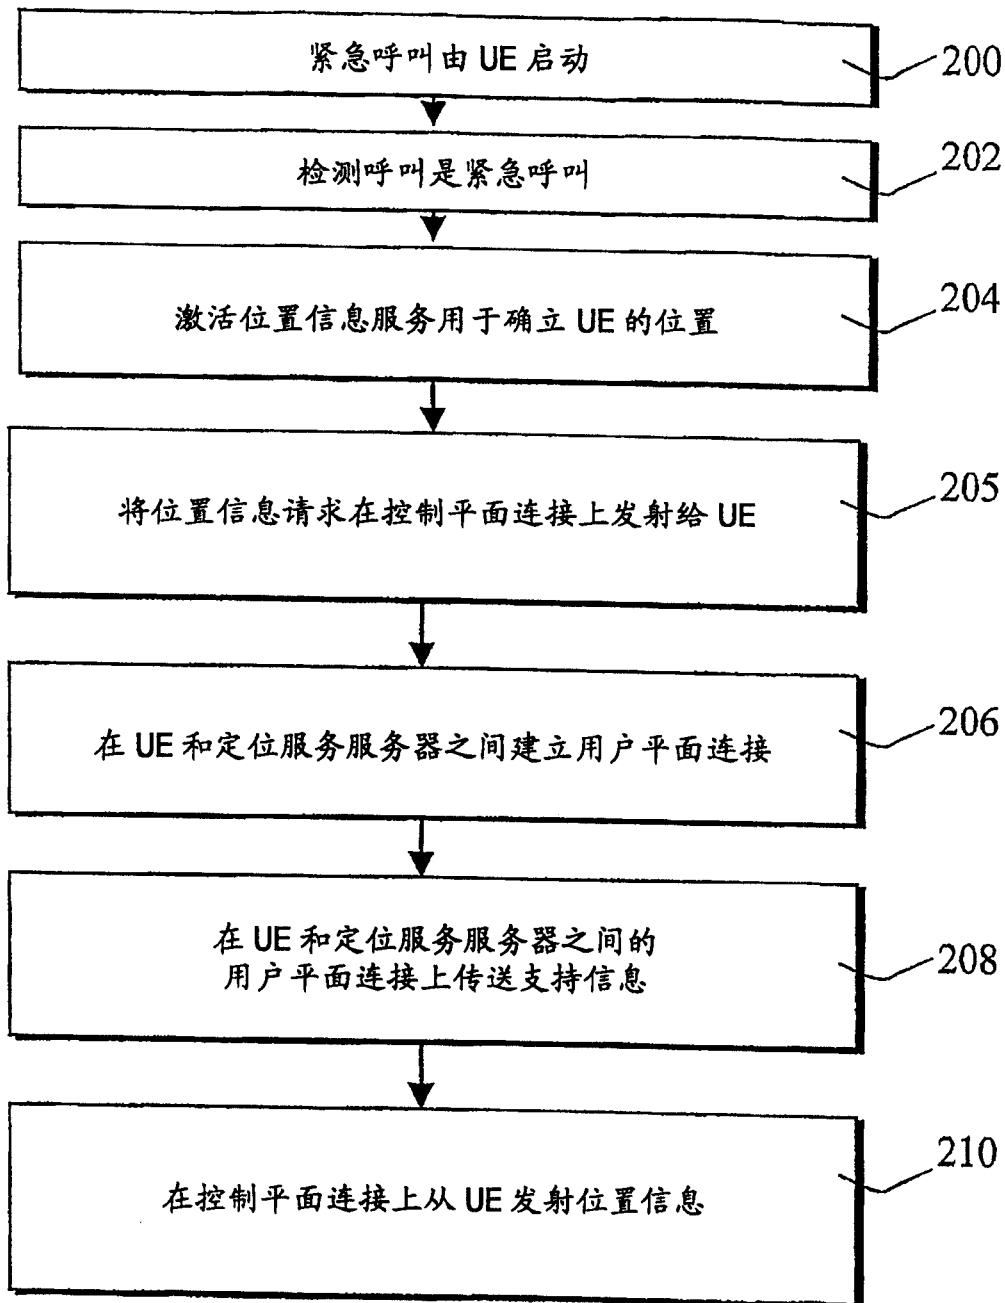 紧急呼叫由 UE 启动
200
检测呼叫是紧急呼叫
202
激活位置信息服务用于确立 UE 的位置
204
将位置信息请求在控制平面连接上发射给 UE
205
在 UE 和定位服务服务器之间建立用户平面连接
206
在 UE 和定位服务服务器之间的
用户平面连接上传送支持信息
208
在控制平面连接上从 UE 发射位置信息
210